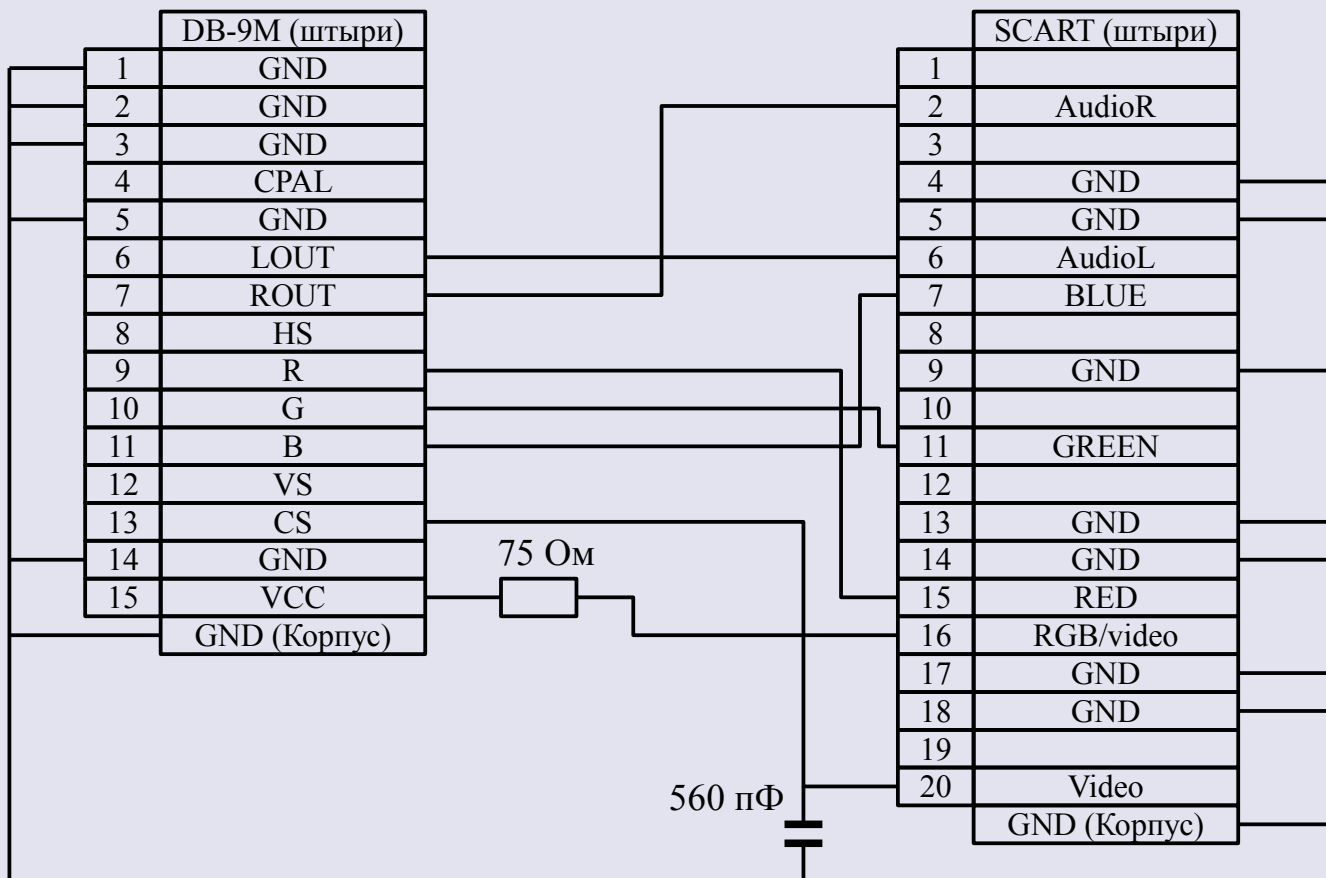 DB-9M (штыри)
1 GND
2 GND
3 GND
4 CPAL
5 GND
6 LOUT
7 ROUT
8 HS
9 R
10 G
11 B
12 VS
13 CS
14 GND
15 VCC
GND (Корпус)
75 Ом
560 пФ
SCART (штыри)
1
2 AudioR
3
4 GND
5 GND
6 AudioL
7 BLUE
8
9 GND
10
11 GREEN
12
13 GND
14 GND
15 RED
16 RGB/video
17 GND
18 GND
19
20 Video
GND (Корпус)